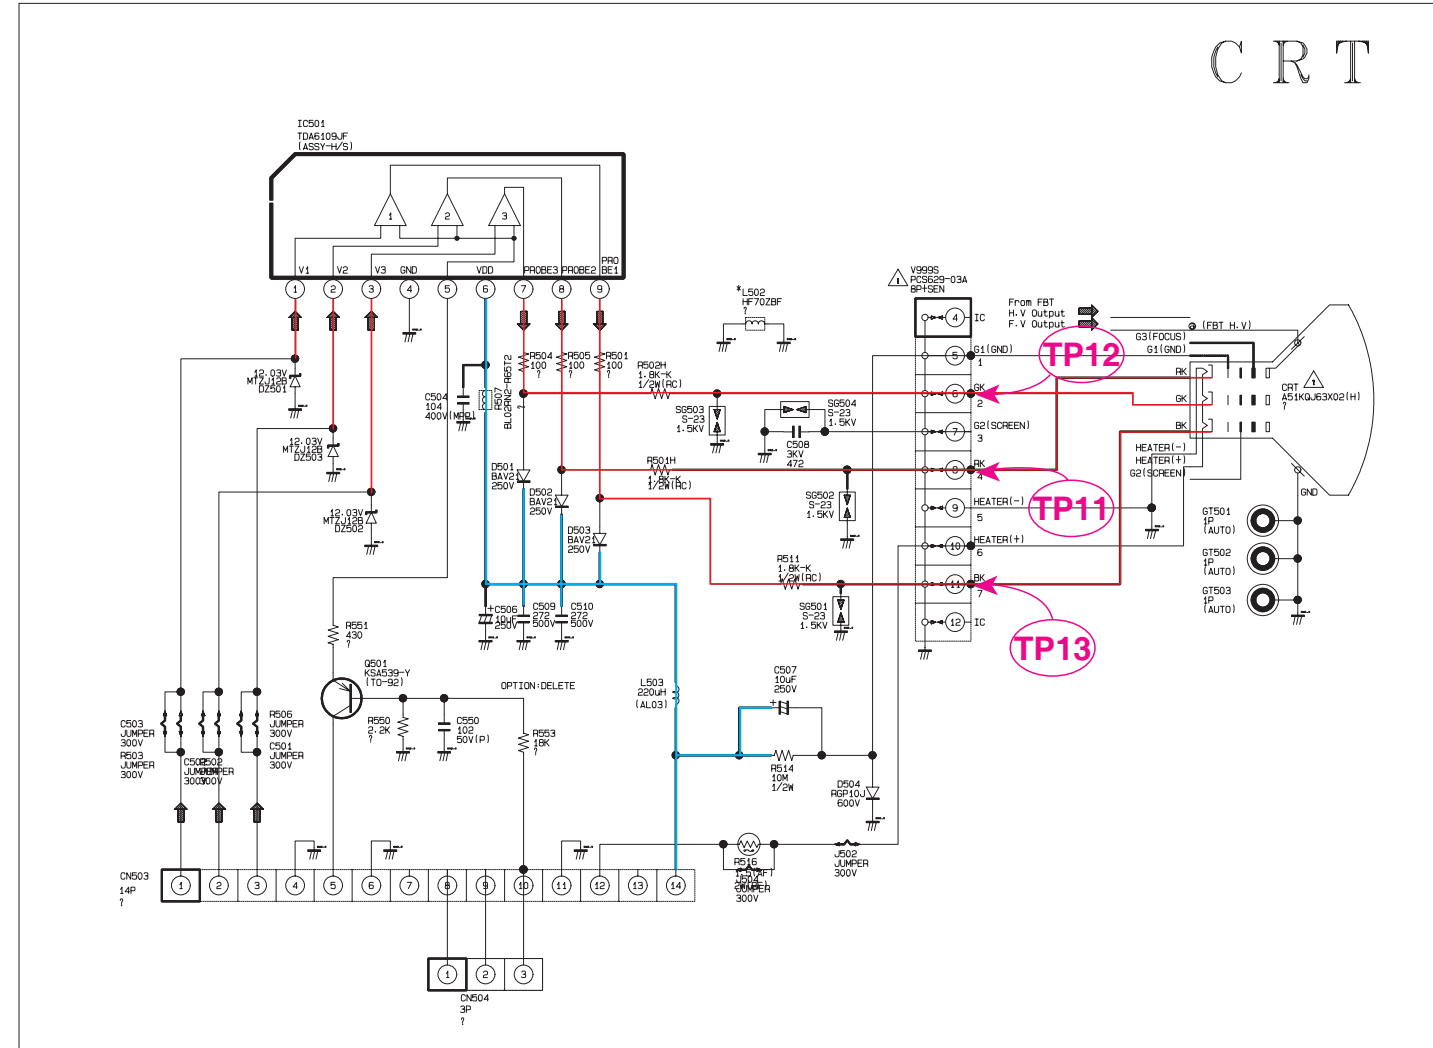 C R T
IC501
TDA6109JF
(ASSY-H/S)
1
2
3
V1
V2
V3
GND
VDD
PROBE3
PROBE2
PRO
BE1
1
2
3
4
5
6
7
8
9
12.03V
MTZJ12B
DZ501
12.03V
MTZJ12B
DZ503
12.03V
MTZJ12B
DZ502
C504
104
400V(MPP)
R507
BL02RN2-R65T2
?
R504
100
?
R505
100
?
R501
100
?
*L502
HF70ZBF
?
R502H
1.8K-K
1/2W(RC)
SG503
S-23
1.5KV
SG504
S-23
1.5KV
C508
3KV
472
R501H
1.8K-K
1/2W(RC)
SG502
S-23
1.5KV
R511
1.8K-K
1/2W(RC)
SG501
S-23
1.5KV
D501
BAV21
250V
D502
BAV21
250V
D503
BAV21
250V
C506
10uF
250V
C509
272
500V
C510
272
500V
V999S
PCS629-03A
8P+SEN
4
IC
5
G1(GND)
1
6
GK
2
7
G2(SCREEN)
3
8
RK
4
9
HEATER(-)
5
10
HEATER(+)
6
11
BK
7
12
IC
From FBT
H.V Output
F.V Output
TP12
TP11
TP13
(FBT H.V)
G3(FOCUS)
G1(GND)
RK
GK
BK
HEATER(-)
HEATER(+)
G2(SCREEN)
CRT
A51KQJ63X02(H)
?
GND
GT501
1P
(AUTO)
GT502
1P
(AUTO)
GT503
1P
(AUTO)
R551
430
?
Q501
KSA539-Y
(TO-92)
R550
2.2K
?
C550
102
50V(P)
OPTION:DELETE
R553
18K
?
L503
220uH
(AL03)
C507
10uF
250V
R514
10M
1/2W
D504
RGP10J
600V
C503
JUMPER
300V
R503
JUMPER
300V
R506
JUMPER
300V
C501
JUMPER
300V
J502
JUMPER
300V
R516
JUMPER
300V
CN503
14P
?
1
2
3
4
5
6
7
8
9
10
11
12
13
14
1
2
3
CN504
3P
?